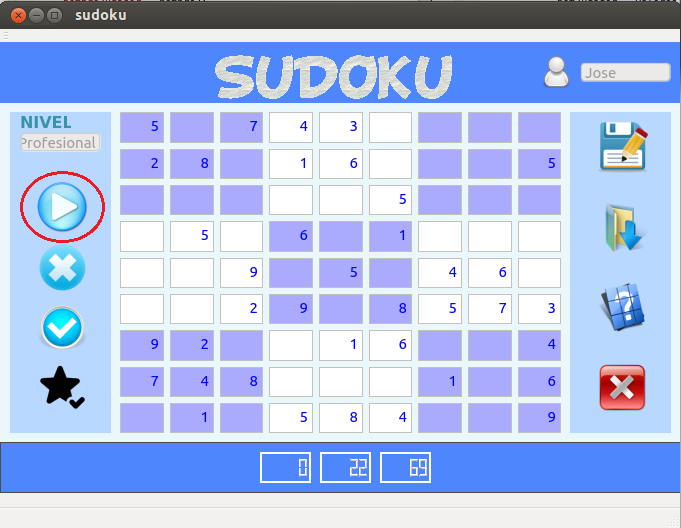 sudoku
SUDOKU
Jose
NIVEL
Profesional
5 7 4 3
2 8 1 6 5
5
5 6 1
9 5 4 6
2 9 8 5 7 3
9 2 1 6 4
7 4 8 1 6
1 5 8 4 9
0 22 69